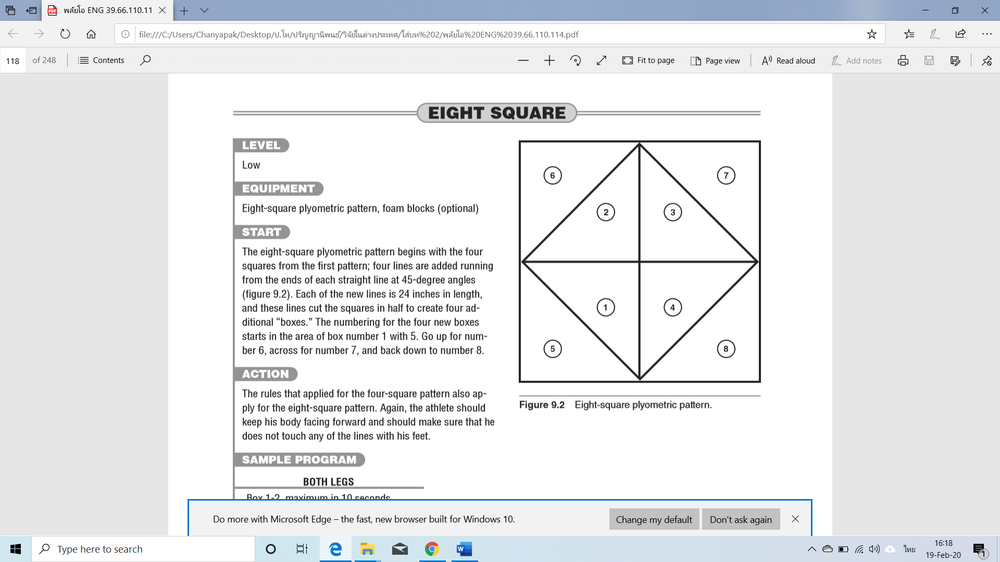 พลัยโอ ENG 39.66.110.11
file:///C:/Users/Chanyapak/Desktop/ป.โท/ปริญญานิพนธ์/วิจัยในต่างประเทศ/ใส่บท%202/พลัยโอ%20ENG%2039.66.110.114.pdf
118 of 248 Contents Fit to page Page view Read aloud Add notes
EIGHT SQUARE
LEVEL
Low
EQUIPMENT
Eight-square plyometric pattern, foam blocks (optional)
START
The eight-square plyometric pattern begins with the four
squares from the first pattern; four lines are added running
from the ends of each straight line at 45-degree angles
(figure 9.2). Each of the new lines is 24 inches in length,
and these lines cut the squares in half to create four ad-
ditional “boxes.” The numbering for the four new boxes
starts in the area of box number 1 with 5. Go up for num-
ber 6, across for number 7, and back down to number 8.
ACTION
The rules that applied for the four-square pattern also ap-
ply for the eight-square pattern. Again, the athlete should
keep his body facing forward and should make sure that he
does not touch any of the lines with his feet.
SAMPLE PROGRAM
BOTH LEGS
Box 1-2, maximum in 10 seconds
6 7
2 3
1 4
5 8
Figure 9.2 Eight-square plyometric pattern.
Do more with Microsoft Edge – the fast, new browser built for Windows 10.
Change my default Don't ask again
Type here to search
ไทย
16:18
19-Feb-20
1